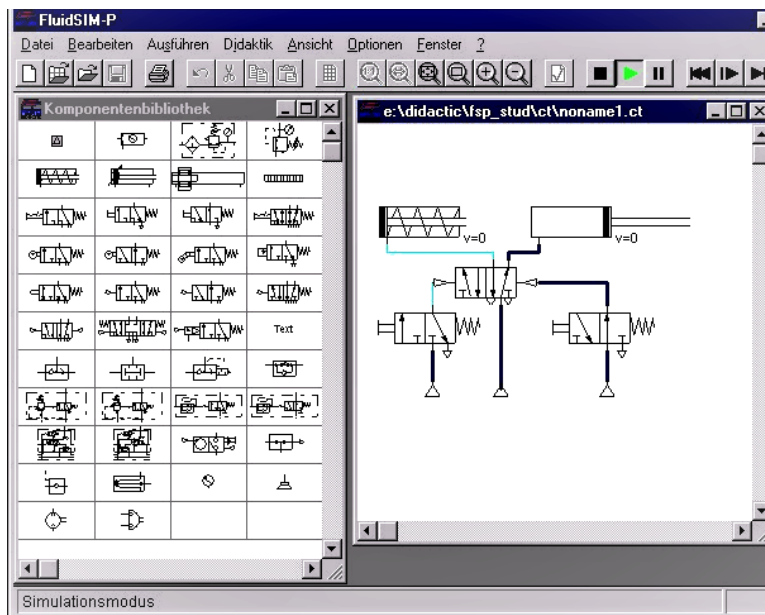 FluidSIM-P
Datei Bearbeiten Ausführen Didaktik Ansicht Optionen Fenster ?
Komponentenbibliothek
e:\didactic\fsp_stud\ct\noname1.ct
v=0
v=0
Text
Simulationsmodus